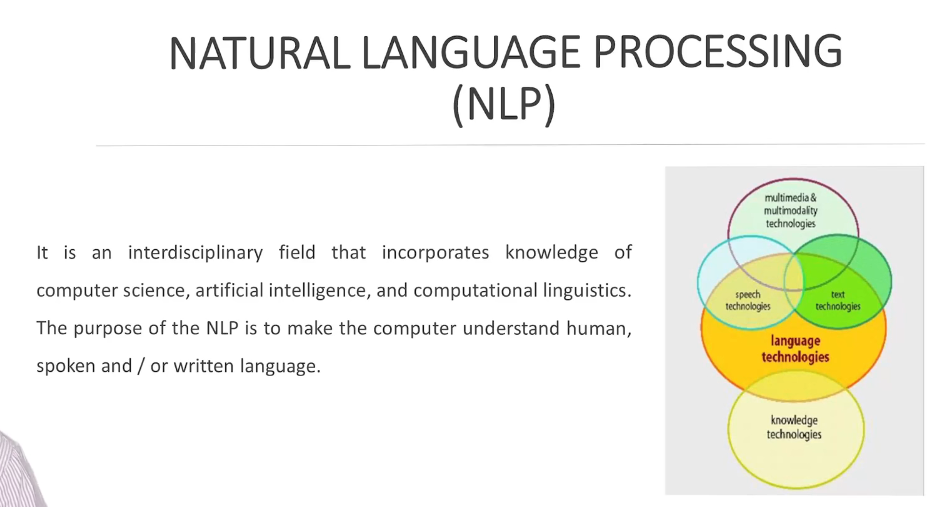 NATURAL LANGUAGE PROCESSING
(NLP)
It is an interdisciplinary field that incorporates knowledge of
computer science, artificial intelligence, and computational linguistics.
The purpose of the NLP is to make the computer understand human,
spoken and / or written language.
multimedia &
multimodality
technologies
speech
technologies
text
technologies
language
technologies
knowledge
technologies